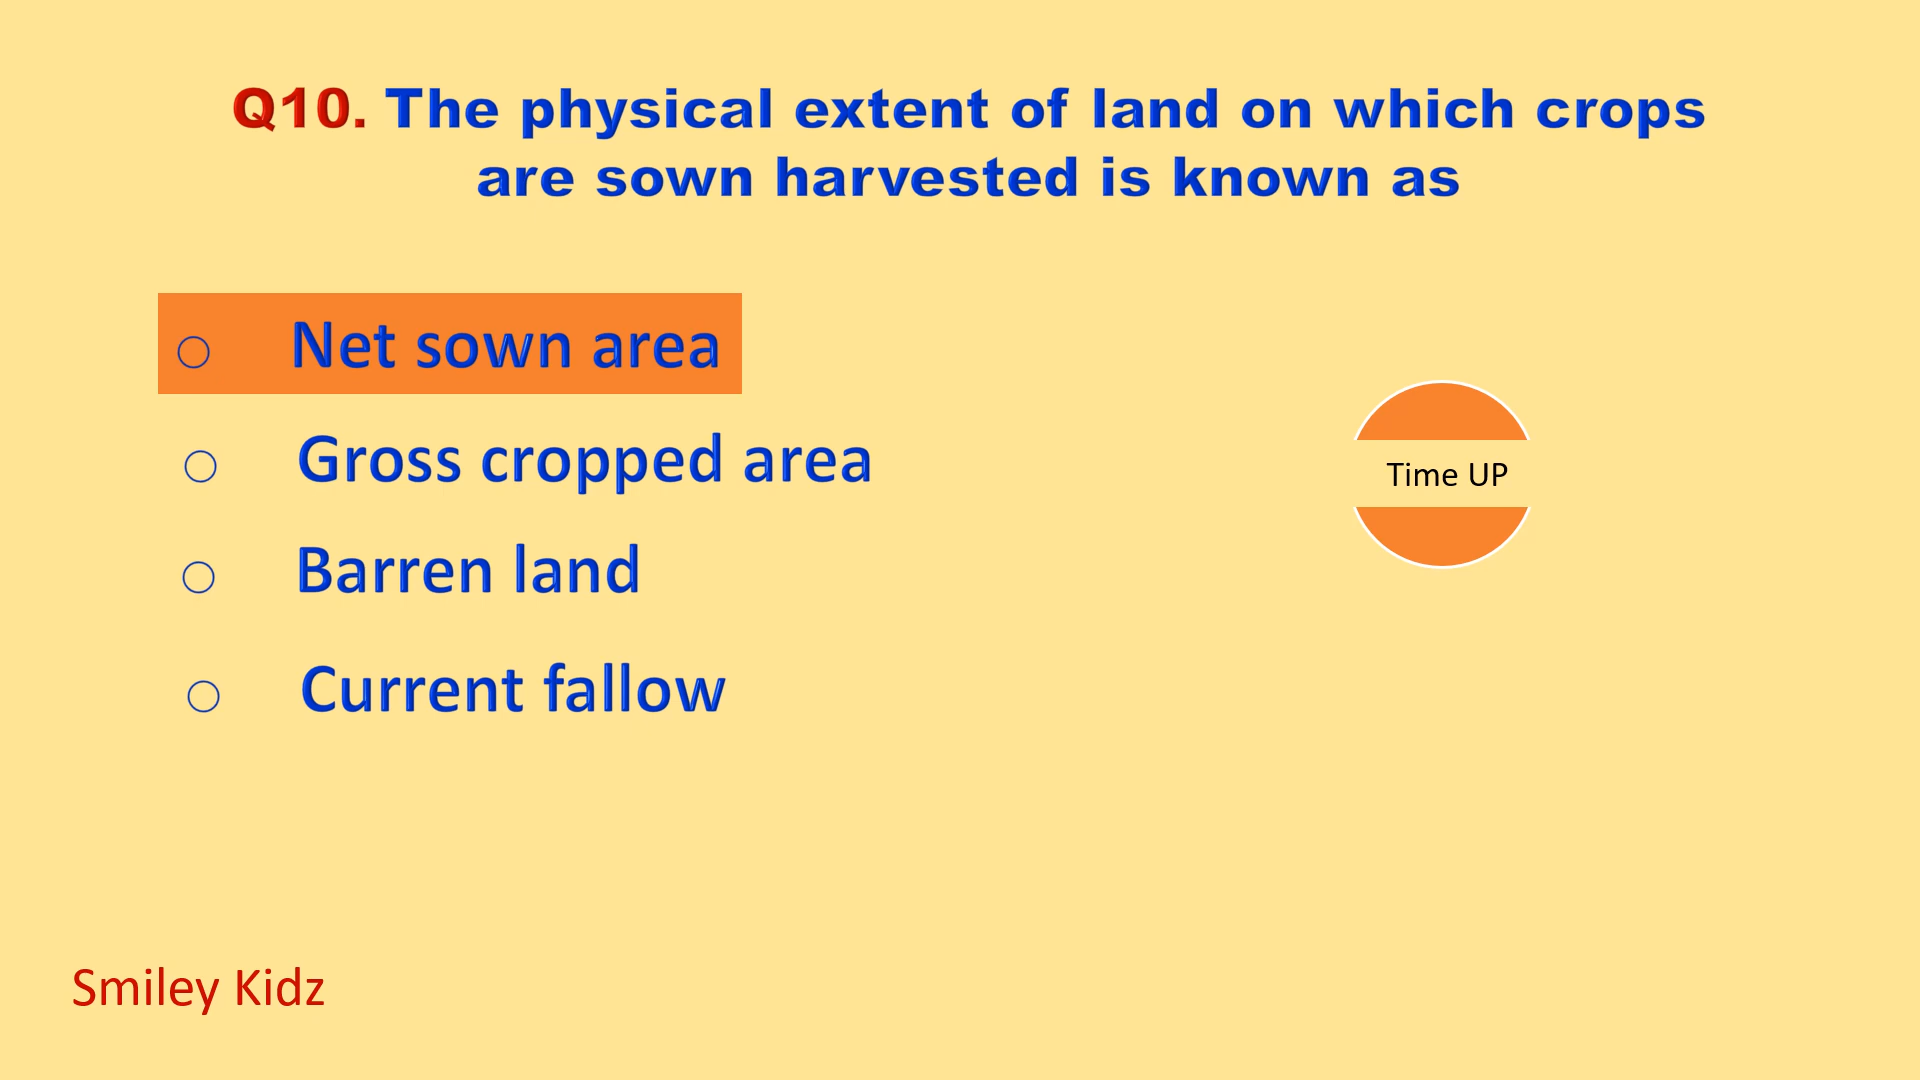 Q10. The physical extent of land on which crops
are sown harvested is known as
Net sown area
Gross cropped area
Time UP
Barren land
Current fallow
Smiley Kidz